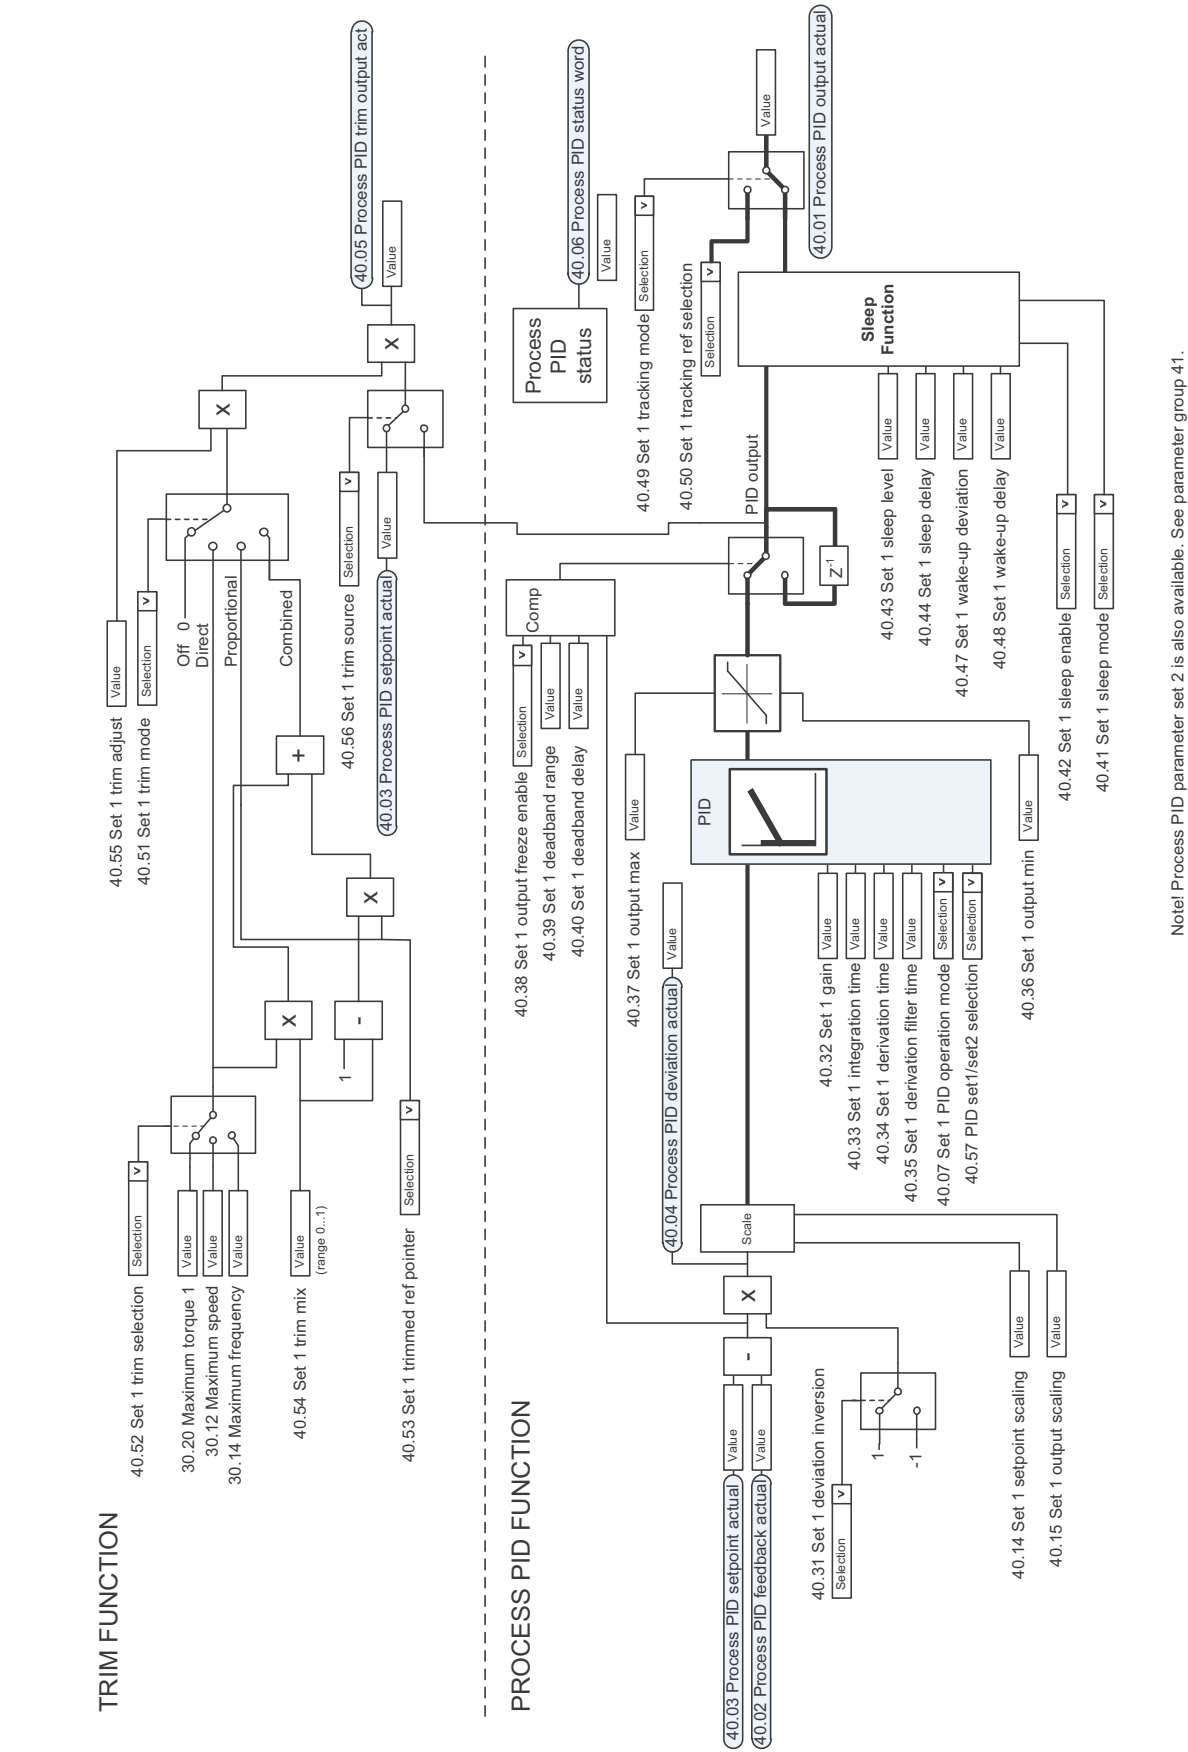 TRIM FUNCTION
40.52 Set 1 trim selection
Selection
v
30.20 Maximum torque 1
Value
30.12 Maximum speed
Value
30.14 Maximum frequency
Value
40.54 Set 1 trim mix
Value
(range 0...1)
40.53 Set 1 trimmed ref pointer
Selection
v
1
-
x
x
+
40.55 Set 1 trim adjust
Value
40.51 Set 1 trim mode
Selection
v
Off 0
Direct
Proportional
Combined
40.56 Set 1 trim source
Selection
v
40.03 Process PID setpoint actual
Value
x
x
40.05 Process PID trim output act
Value
PROCESS PID FUNCTION
40.03 Process PID setpoint actual
Value
40.02 Process PID feedback actual
Value
-
x
40.31 Set 1 deviation inversion
Selection
v
1
-1
40.14 Set 1 setpoint scaling
Value
40.15 Set 1 output scaling
Value
Scale
40.04 Process PID deviation actual
Value
40.32 Set 1 gain
Value
40.33 Set 1 integration time
Value
40.34 Set 1 derivation time
Value
40.35 Set 1 derivation filter time
Value
40.07 Set 1 PID operation mode
Selection
v
40.57 PID set1/set2 selection
Selection
v
PID
40.37 Set 1 output max
Value
40.36 Set 1 output min
Value
40.38 Set 1 output freeze enable
Selection
v
40.39 Set 1 deadband range
Value
40.40 Set 1 deadband delay
Value
Comp
Z-1
PID output
40.43 Set 1 sleep level
Value
40.44 Set 1 sleep delay
Value
40.47 Set 1 wake-up deviation
Value
40.48 Set 1 wake-up delay
Value
40.42 Set 1 sleep enable
Selection
v
40.41 Set 1 sleep mode
Selection
v
Sleep
Function
Process
PID
status
40.06 Process PID status word
Value
40.49 Set 1 tracking mode
Selection
v
40.50 Set 1 tracking ref selection
Selection
v
Value
40.01 Process PID output actual
Note! Process PID parameter set 2 is also available. See parameter group 41.